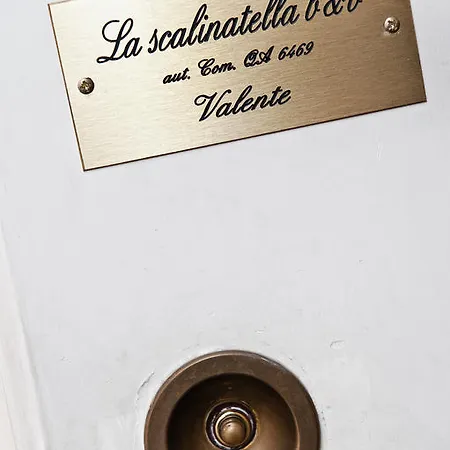 La scalinatella b&b
aut. Com. QA 6469
Valente